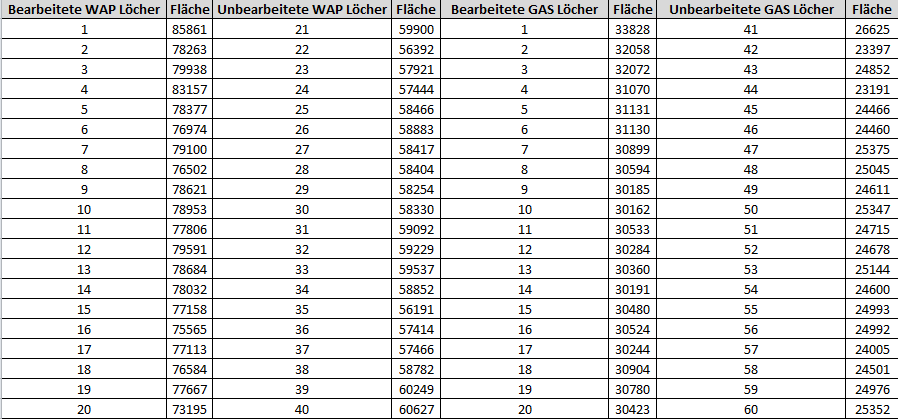 Bearbeitete WAP Löcher Fläche Unbearbeitete WAP Löcher Fläche Bearbeitete GAS Löcher Fläche Unbearbeitete GAS Löcher Fläche
1 85861 21 59900 1 33828 41 26625
2 78263 22 56392 2 32058 42 23397
3 79938 23 57921 3 32072 43 24852
4 83157 24 57444 4 31070 44 23191
5 78377 25 58466 5 31131 45 24466
6 76974 26 58883 6 31130 46 24460
7 79100 27 58417 7 30899 47 25375
8 76502 28 58404 8 30594 48 25045
9 78621 29 58254 9 30185 49 24611
10 78953 30 58330 10 30162 50 25347
11 77806 31 59092 11 30533 51 24715
12 79591 32 59229 12 30284 52 24678
13 78684 33 59537 13 30360 53 25144
14 78032 34 58852 14 30191 54 24600
15 77158 35 56191 15 30480 55 24993
16 75565 36 57414 16 30524 56 24992
17 77113 37 57466 17 30244 57 24005
18 76584 38 58782 18 30904 58 24501
19 77667 39 60249 19 30780 59 24976
20 73195 40 60627 20 30423 60 25352